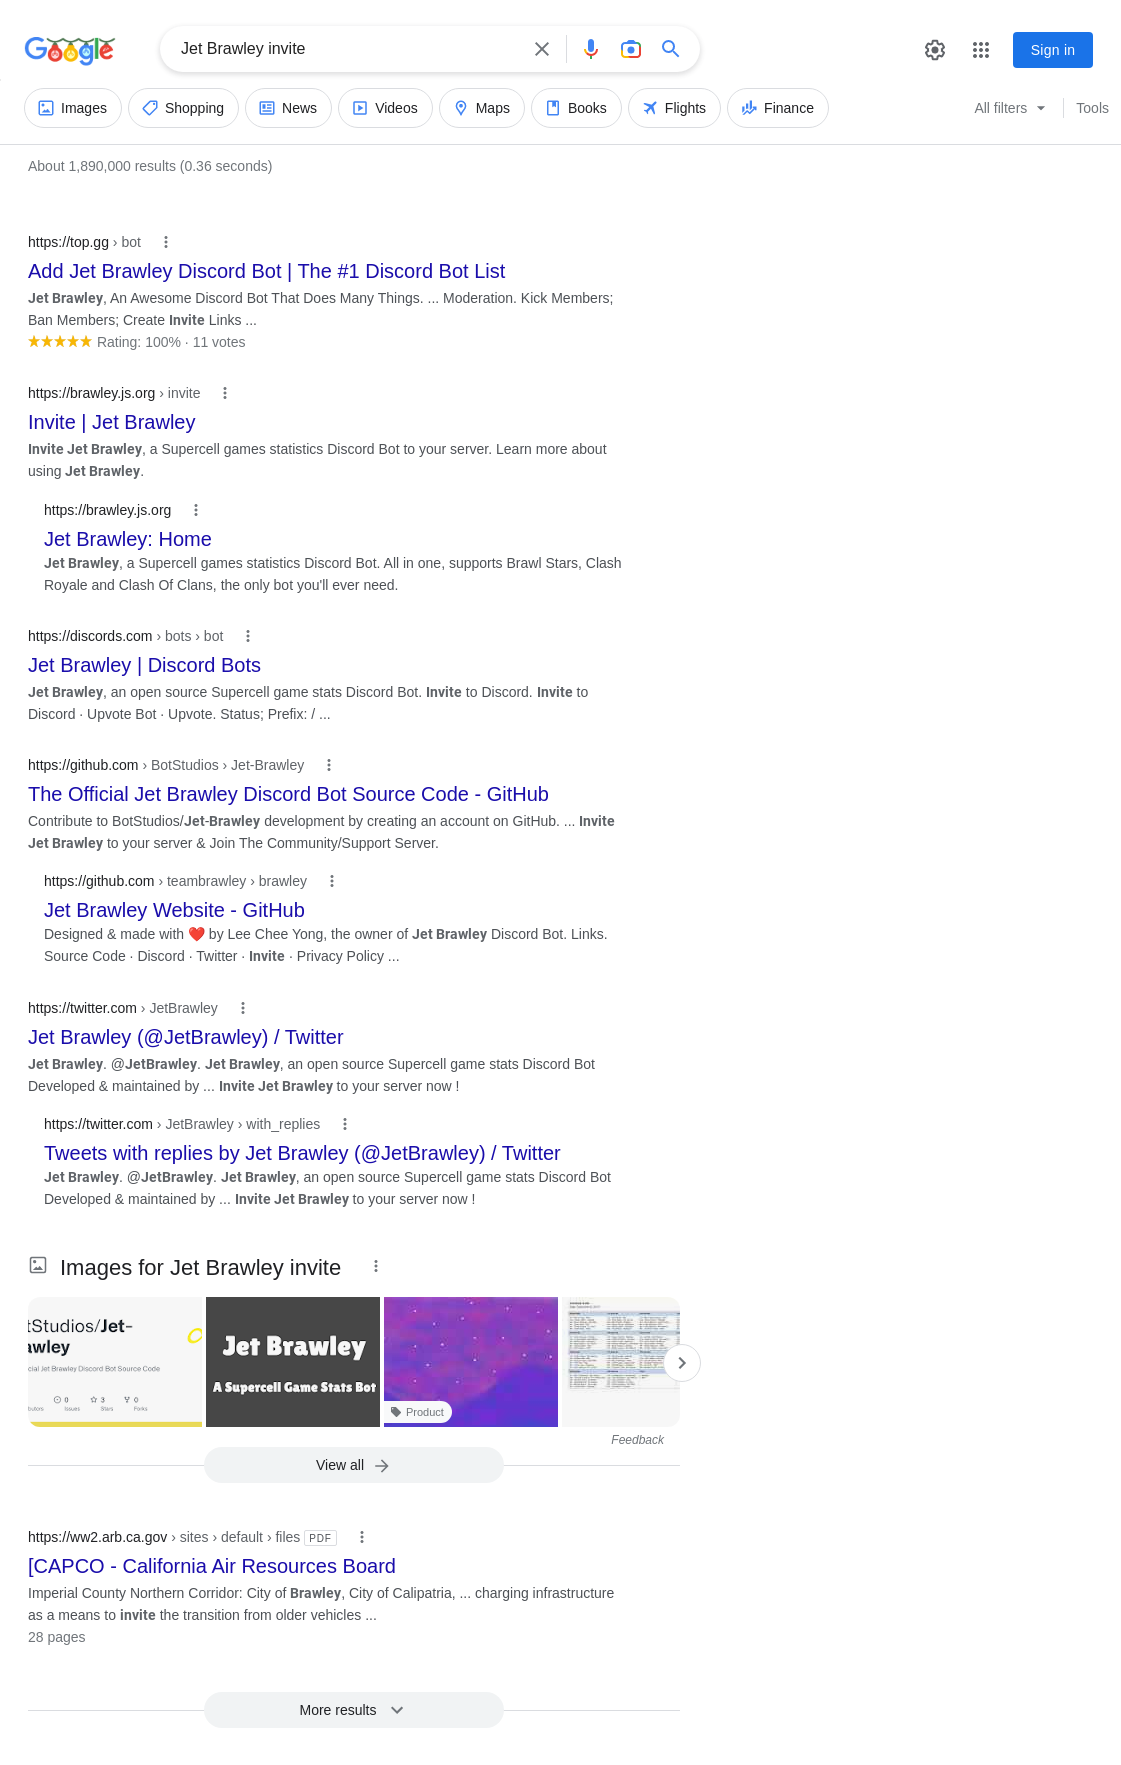 Google
Jet Brawley invite
Sign in
Images
Shopping
News
Videos
Maps
Books
Flights
Finance
All filters
Tools
About 1,890,000 results (0.36 seconds)
https://top.gg › bot
Add Jet Brawley Discord Bot | The #1 Discord Bot List
Jet Brawley, An Awesome Discord Bot That Does Many Things. ... Moderation. Kick Members;
Ban Members; Create Invite Links ...
Rating: 100% · 11 votes
https://brawley.js.org › invite
Invite | Jet Brawley
Invite Jet Brawley, a Supercell games statistics Discord Bot to your server. Learn more about
using Jet Brawley.
https://brawley.js.org
Jet Brawley: Home
Jet Brawley, a Supercell games statistics Discord Bot. All in one, supports Brawl Stars, Clash
Royale and Clash Of Clans, the only bot you'll ever need.
https://discords.com › bots › bot
Jet Brawley | Discord Bots
Jet Brawley, an open source Supercell game stats Discord Bot. Invite to Discord. Invite to
Discord · Upvote Bot · Upvote. Status; Prefix: / ...
https://github.com › BotStudios › Jet-Brawley
The Official Jet Brawley Discord Bot Source Code - GitHub
Contribute to BotStudios/Jet-Brawley development by creating an account on GitHub. ... Invite
Jet Brawley to your server & Join The Community/Support Server.
https://github.com › teambrawley › brawley
Jet Brawley Website - GitHub
Designed & made with ❤️ by Lee Chee Yong, the owner of Jet Brawley Discord Bot. Links.
Source Code · Discord · Twitter · Invite · Privacy Policy ...
https://twitter.com › JetBrawley
Jet Brawley (@JetBrawley) / Twitter
Jet Brawley. @JetBrawley. Jet Brawley, an open source Supercell game stats Discord Bot
Developed & maintained by ... Invite Jet Brawley to your server now !
https://twitter.com › JetBrawley › with_replies
Tweets with replies by Jet Brawley (@JetBrawley) / Twitter
Jet Brawley. @JetBrawley. Jet Brawley, an open source Supercell game stats Discord Bot
Developed & maintained by ... Invite Jet Brawley to your server now !
Images for Jet Brawley invite
tStudios/Jet-
awley
cial Jet Brawley Discord Bot Source Code
0 3 0
butors Issues Stars Forks
Jet Brawley
A Supercell Game Stats Bot
Product
Feedback
View all
https://ww2.arb.ca.gov › sites › default › files PDF
[CAPCO - California Air Resources Board
Imperial County Northern Corridor: City of Brawley, City of Calipatria, ... charging infrastructure
as a means to invite the transition from older vehicles ...
28 pages
More results